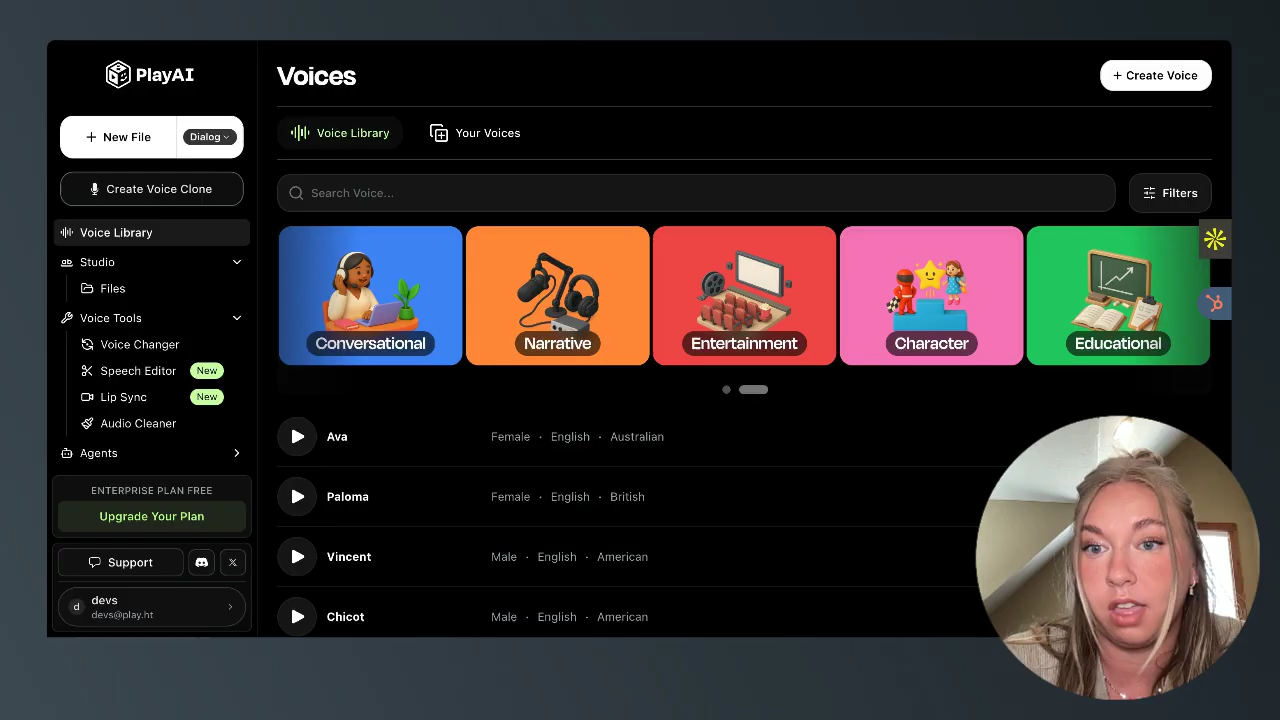 PlayAI
+ New File
Dialog
Create Voice Clone
Voice Library
Studio
Files
Voice Tools
Voice Changer
Speech Editor New
Lip Sync New
Audio Cleaner
Agents
ENTERPRISE PLAN FREE
Upgrade Your Plan
Support
d devs
devs@play.ht
Voices
+ Create Voice
Voice Library Your Voices
Search Voice...
Filters
Conversational Narrative Entertainment Character Educational
Ava Female · English · Australian
Paloma Female · English · British
Vincent Male · English · American
Chicot Male · English · American